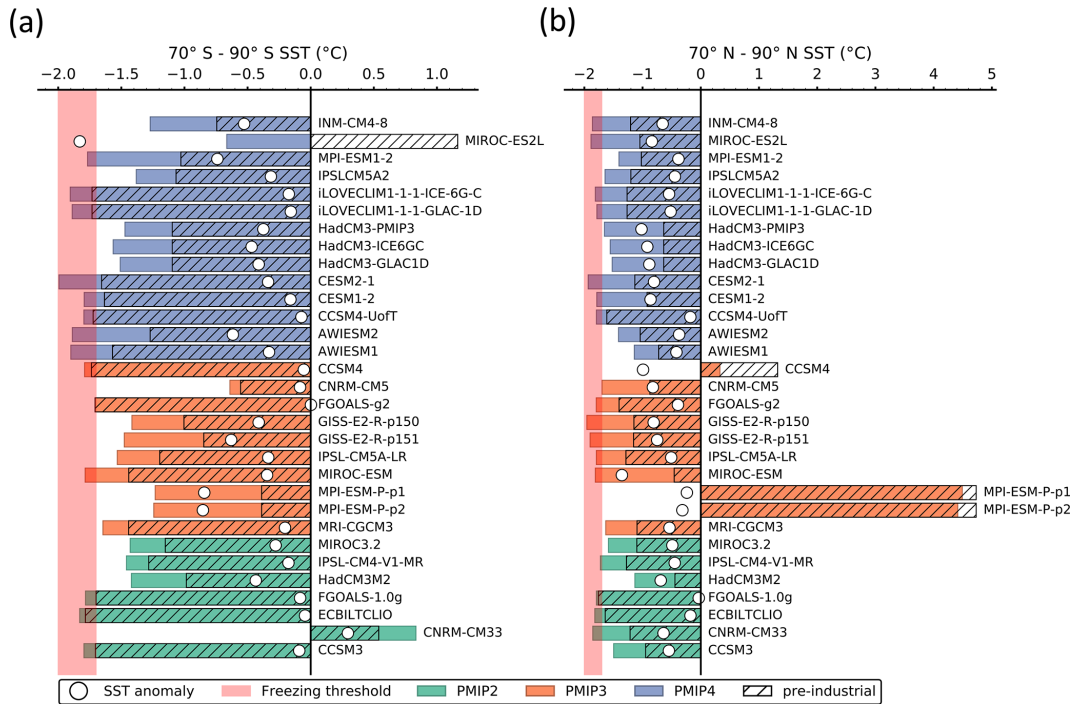 (a)
70° S - 90° S SST (°C)
−2.0 −1.5 −1.0 −0.5 0.0 0.5 1.0
INM-CM4-8
MIROC-ES2L
MPI-ESM1-2
IPSLCM5A2
iLOVECLIM1-1-1-ICE-6G-C
iLOVECLIM1-1-1-GLAC-1D
HadCM3-PMIP3
HadCM3-ICE6GC
HadCM3-GLAC1D
CESM2-1
CESM1-2
CCSM4-UofT
AWIESM2
AWIESM1
CCSM4
CNRM-CM5
FGOALS-g2
GISS-E2-R-p150
GISS-E2-R-p151
IPSL-CM5A-LR
MIROC-ESM
MPI-ESM-P-p1
MPI-ESM-P-p2
MRI-CGCM3
MIROC3.2
IPSL-CM4-V1-MR
HadCM3M2
FGOALS-1.0g
ECBILTCLIO
CNRM-CM33
CCSM3
(b)
70° N - 90° N SST (°C)
−2 −1 0 1 2 3 4 5
INM-CM4-8
MIROC-ES2L
MPI-ESM1-2
IPSLCM5A2
iLOVECLIM1-1-1-ICE-6G-C
iLOVECLIM1-1-1-GLAC-1D
HadCM3-PMIP3
HadCM3-ICE6GC
HadCM3-GLAC1D
CESM2-1
CESM1-2
CCSM4-UofT
AWIESM2
AWIESM1
CCSM4
CNRM-CM5
FGOALS-g2
GISS-E2-R-p150
GISS-E2-R-p151
IPSL-CM5A-LR
MIROC-ESM
MPI-ESM-P-p1
MPI-ESM-P-p2
MRI-CGCM3
MIROC3.2
IPSL-CM4-V1-MR
HadCM3M2
FGOALS-1.0g
ECBILTCLIO
CNRM-CM33
CCSM3
SST anomaly Freezing threshold PMIP2 PMIP3 PMIP4 pre-industrial